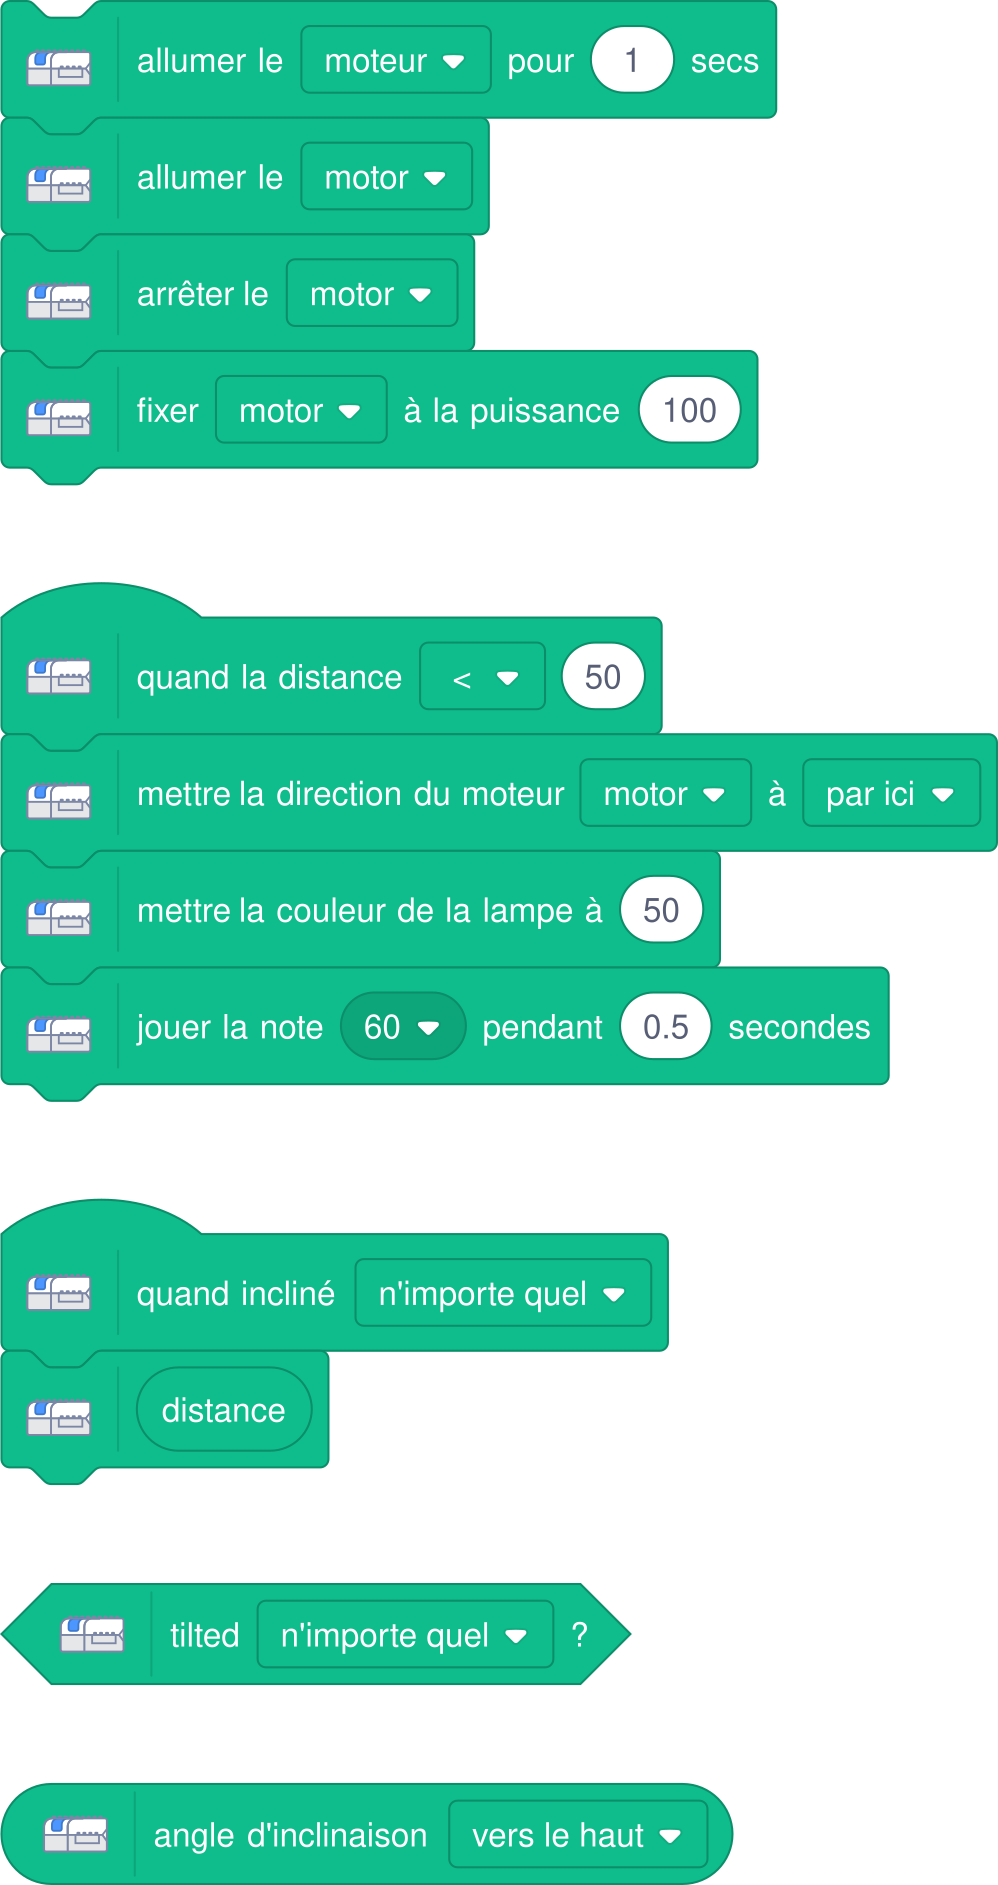 allumer le moteur pour 1 secs
allumer le motor
arrêter le motor
fixer motor à la puissance 100
quand la distance < 50
mettre la direction du moteur motor à par ici
mettre la couleur de la lampe à 50
jouer la note 60 pendant 0.5 secondes
quand incliné n'importe quel
distance
tilted n'importe quel ?
angle d'inclinaison vers le haut